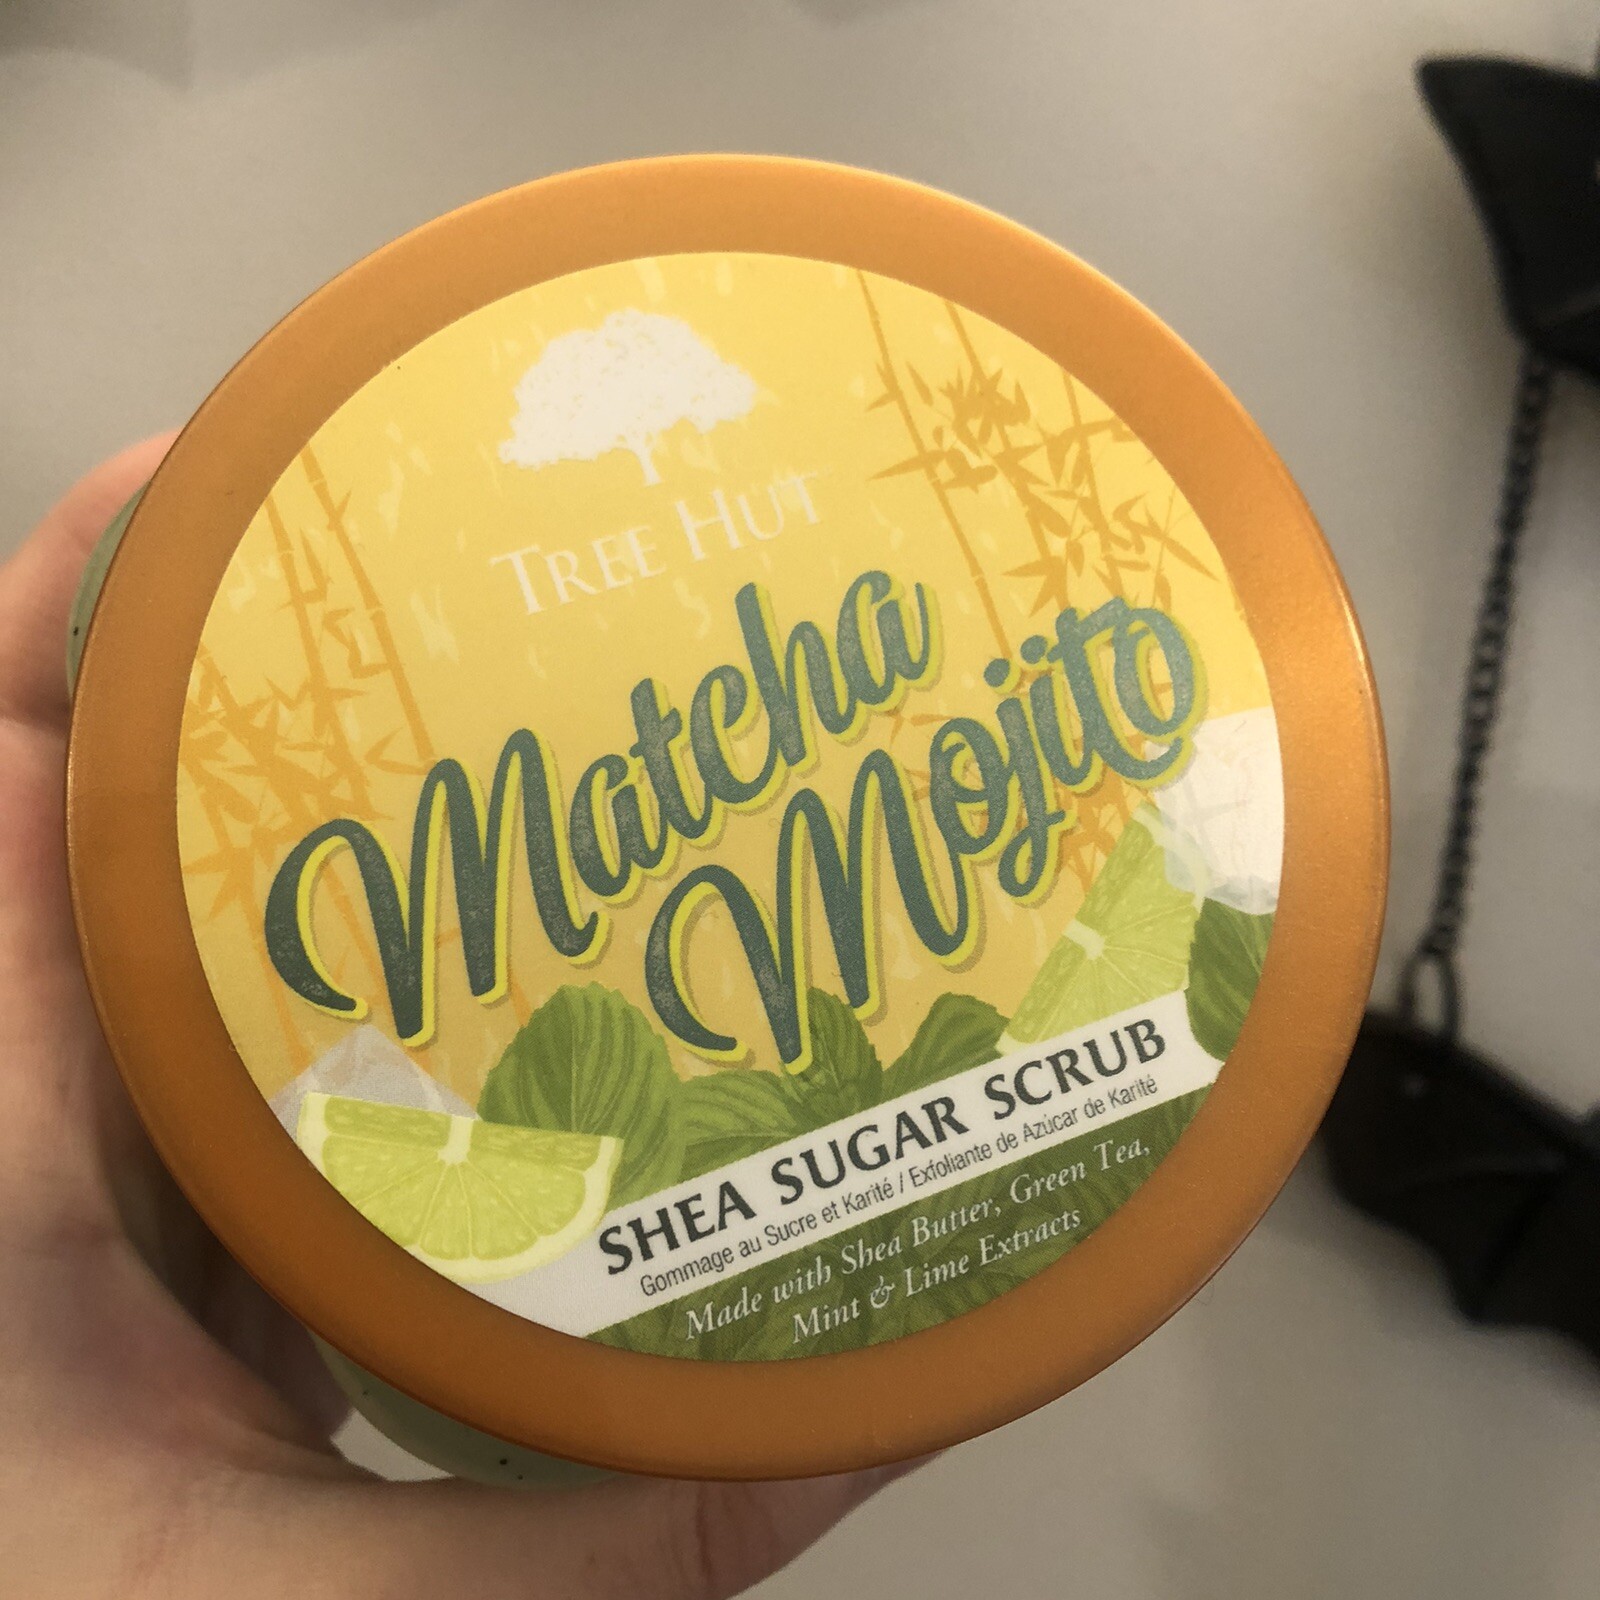 TREE HUT
Matcha
Mojito
SHEA SUGAR SCRUB
Gommage au Sucre et Karité / Exfoliante de Azúcar de Karité
Made with Shea Butter, Green Tea,
Mint & Lime Extracts